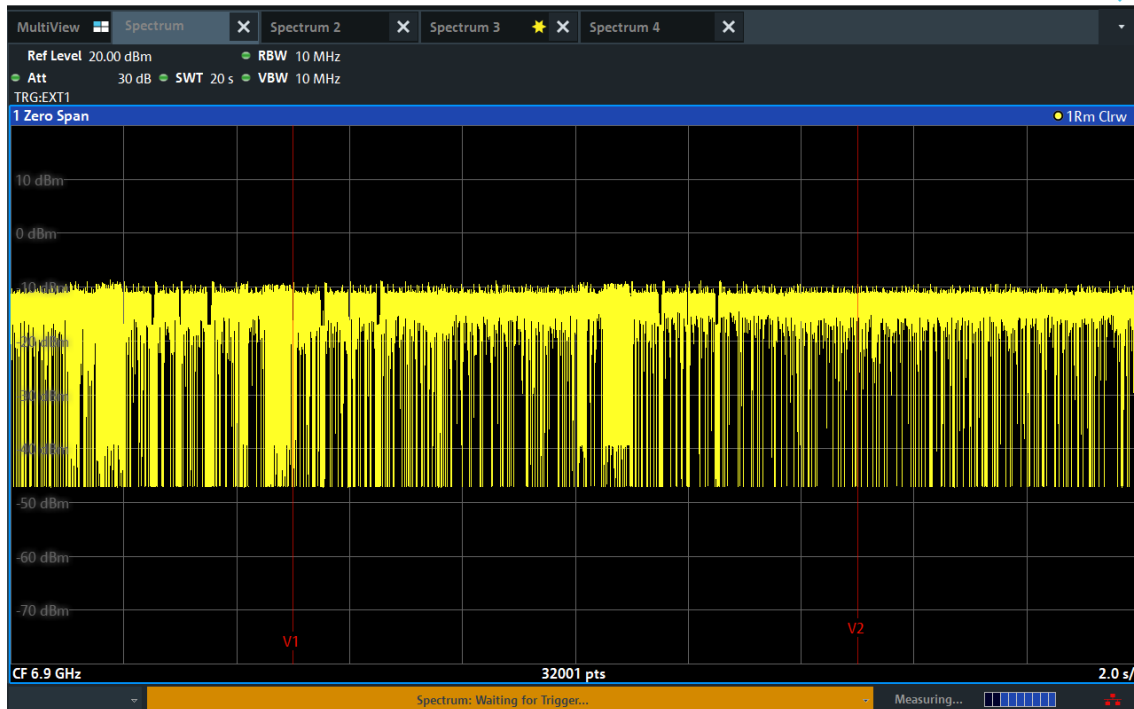 MultiView Spectrum Spectrum 2 Spectrum 3 Spectrum 4
Ref Level 20.00 dBm RBW 10 MHz
Att 30 dB SWT 20 s VBW 10 MHz
TRG:EXT1
1 Zero Span 1Rm Clrw
10 dBm
0 dBm
-10 dBm
-20 dBm
-30 dBm
-40 dBm
-50 dBm
-60 dBm
-70 dBm
V1
V2
CF 6.9 GHz 32001 pts 2.0 s/
Spectrum: Waiting for Trigger... Measuring...